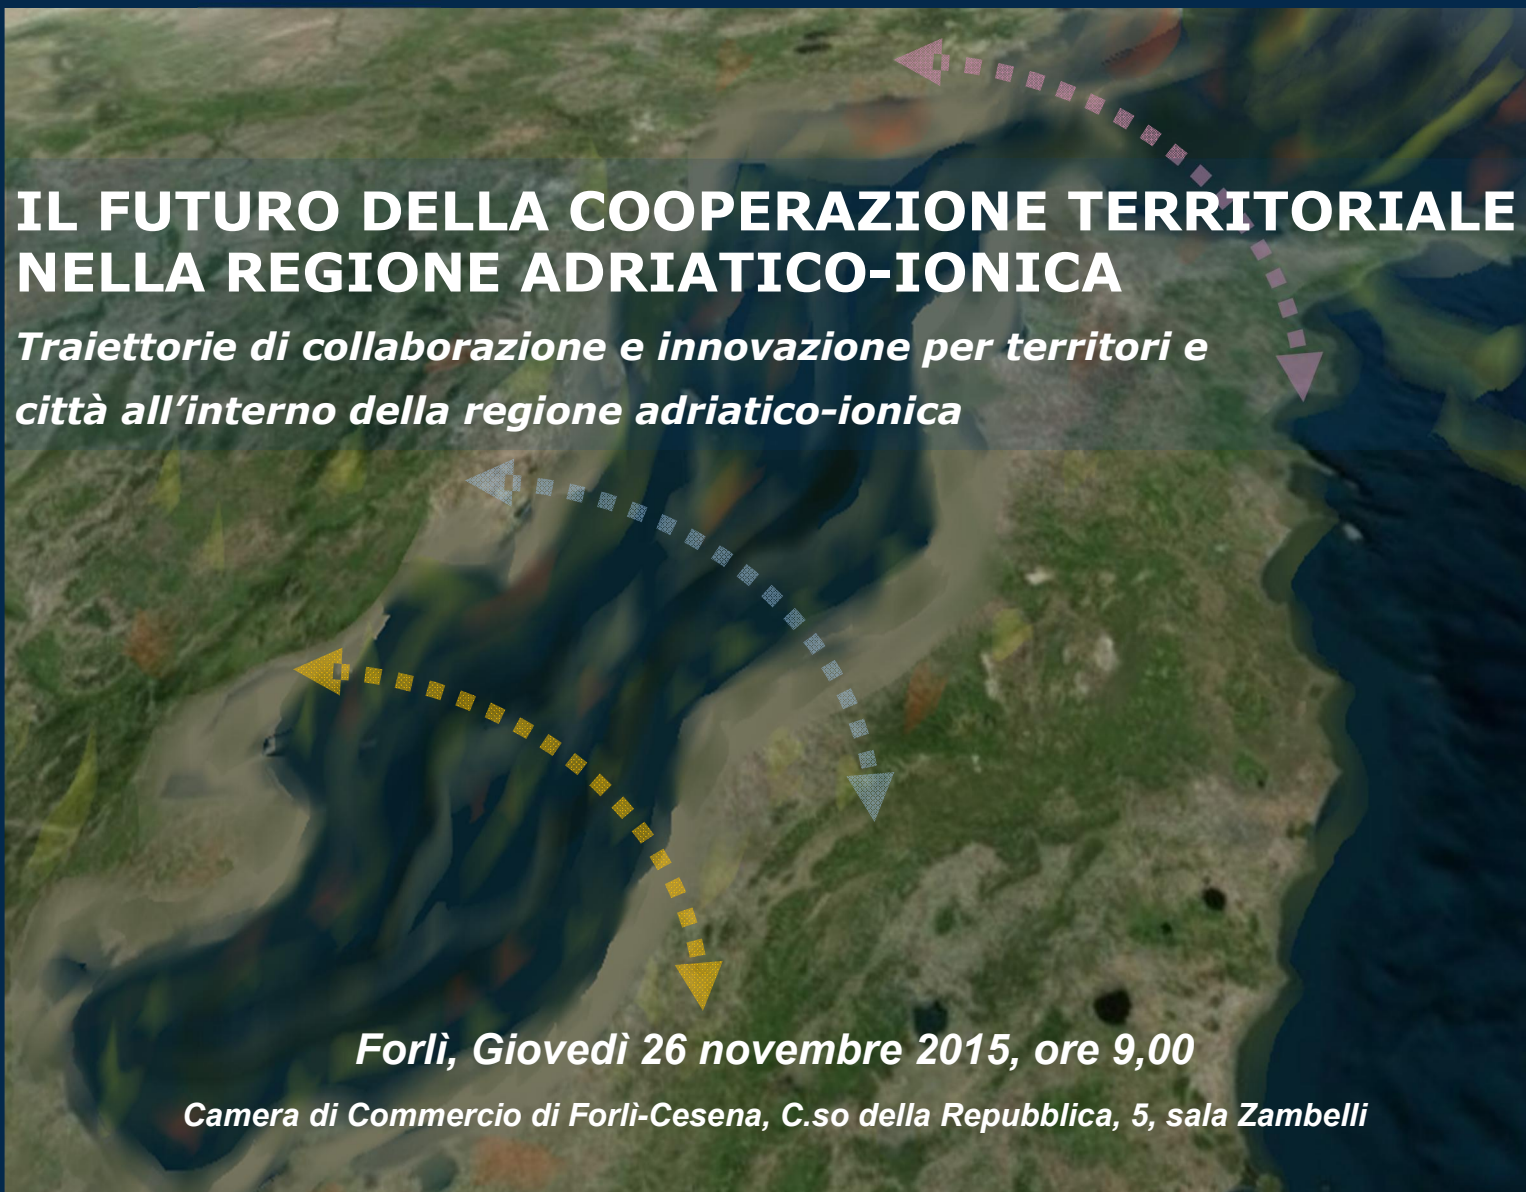 IL FUTURO DELLA COOPERAZIONE TERRITORIALE
NELLA REGIONE ADRIATICO-IONICA
Traiettorie di collaborazione e innovazione per territori e
città all’interno della regione adriatico-ionica
Forlì, Giovedì 26 novembre 2015, ore 9,00
Camera di Commercio di Forlì-Cesena, C.so della Repubblica, 5, sala Zambelli